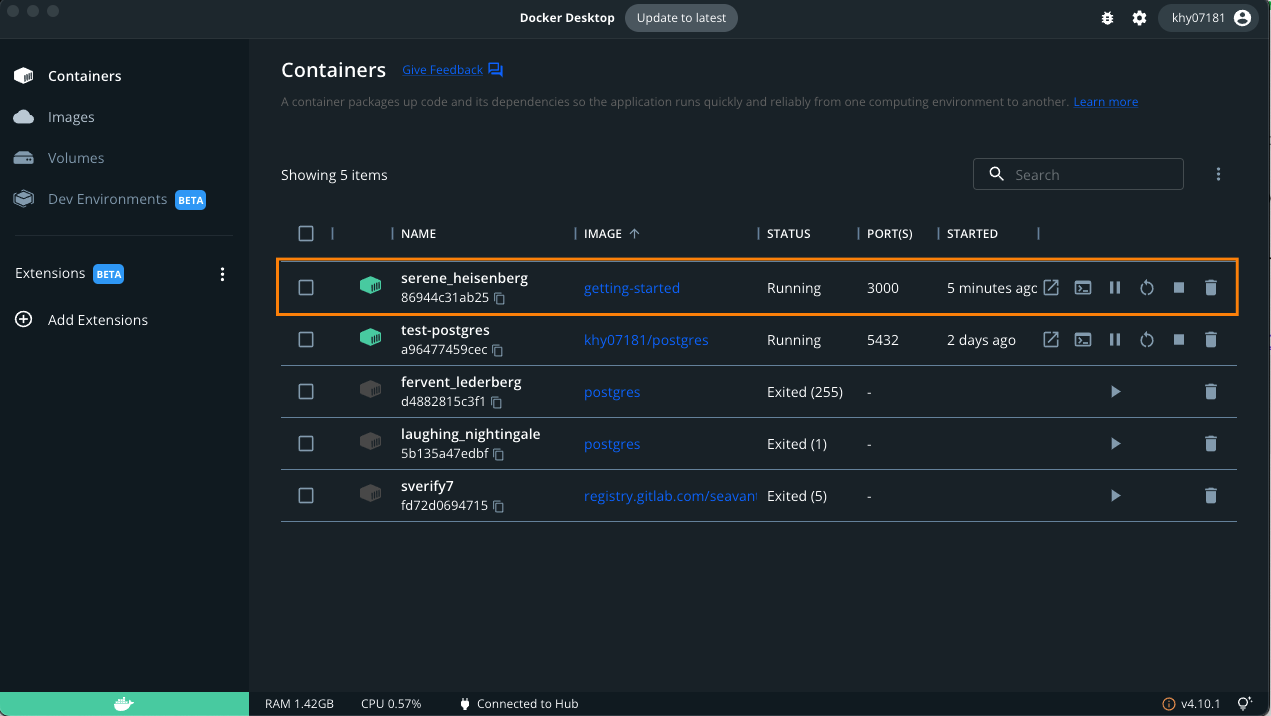 Docker Desktop Update to latest khy07181
Containers
Images
Volumes
Dev Environments BETA
Extensions BETA
Add Extensions
Containers Give Feedback
A container packages up code and its dependencies so the application runs quickly and reliably from one computing environment to another. Learn more
Showing 5 items Search
NAME IMAGE STATUS PORT(S) STARTED
serene_heisenberg
86944c31ab25 getting-started Running 3000 5 minutes ago
test-postgres
a96477459cec khy07181/postgres Running 5432 2 days ago
fervent_lederberg
d4882815c3f1 postgres Exited (255) -
laughing_nightingale
5b135a47edbf postgres Exited (1) -
sverify7
fd72d0694715 registry.gitlab.com/seavant Exited (5) -
RAM 1.42GB CPU 0.57% Connected to Hub v4.10.1